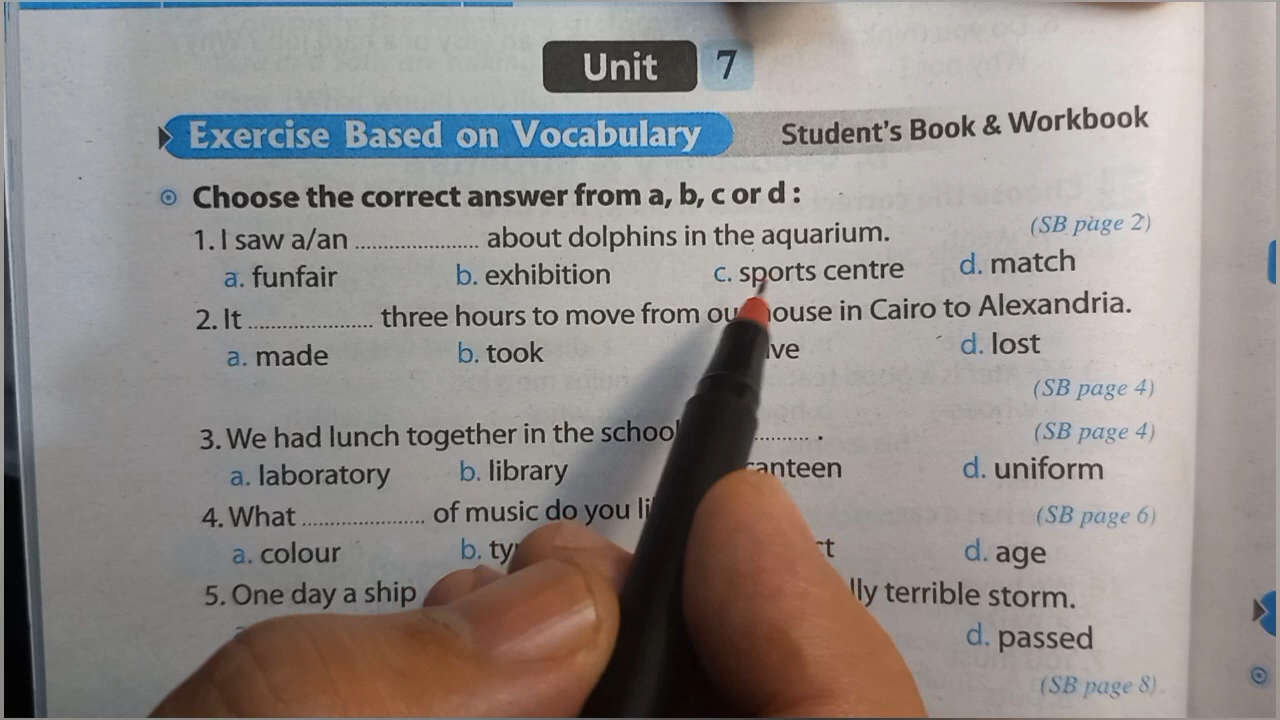 Unit 7
Exercise Based on Vocabulary Student's Book & Workbook
Choose the correct answer from a, b, c or d :
(SB page 2)
1. I saw a/an .................... about dolphins in the aquarium.
a. funfair b. exhibition c. sports centre d. match
2. It .................... three hours to move from house in Cairo to Alexandria.
a. made b. took d. lost
(SB page 4)
3. We had lunch together in the school .......... . (SB page 4)
a. laboratory b. library canteen d. uniform
4. What .................... of music do you (SB page 6)
a. colour b. d. age
5. One day a ship terrible storm.
d. passed
(SB page 8)